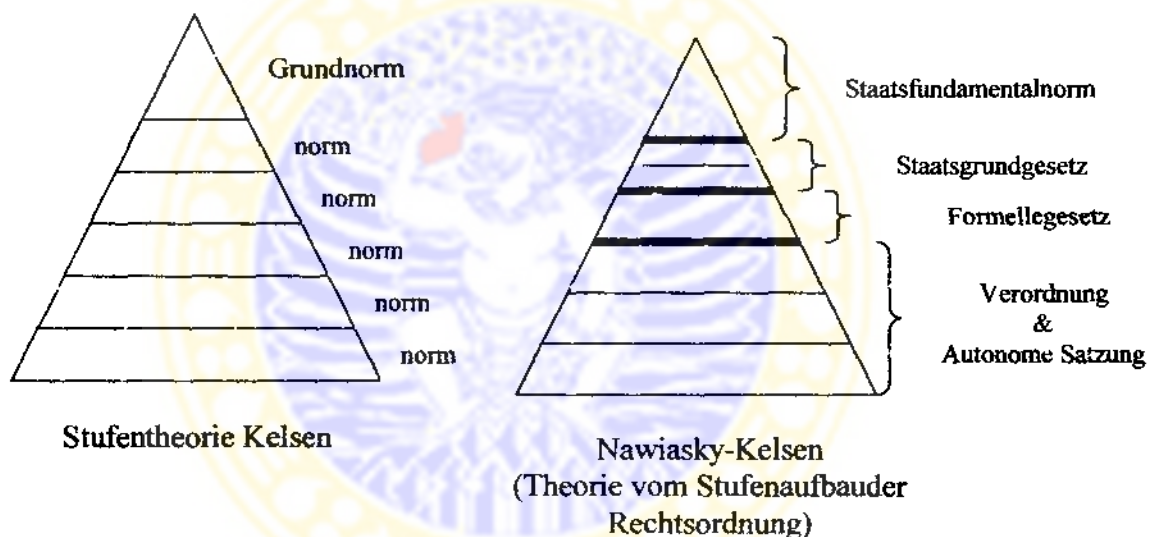 Grundnorm
norm
norm
norm
norm
norm
Stufentheorie Kelsen
Staatsfundamentalnorm
Staatsgrundgesetz
Formellegesetz
Verordnung
&
Autonome Satzung
Nawiasky-Kelsen
(Theorie vom Stufenaufbauder
Rechtsordnung)